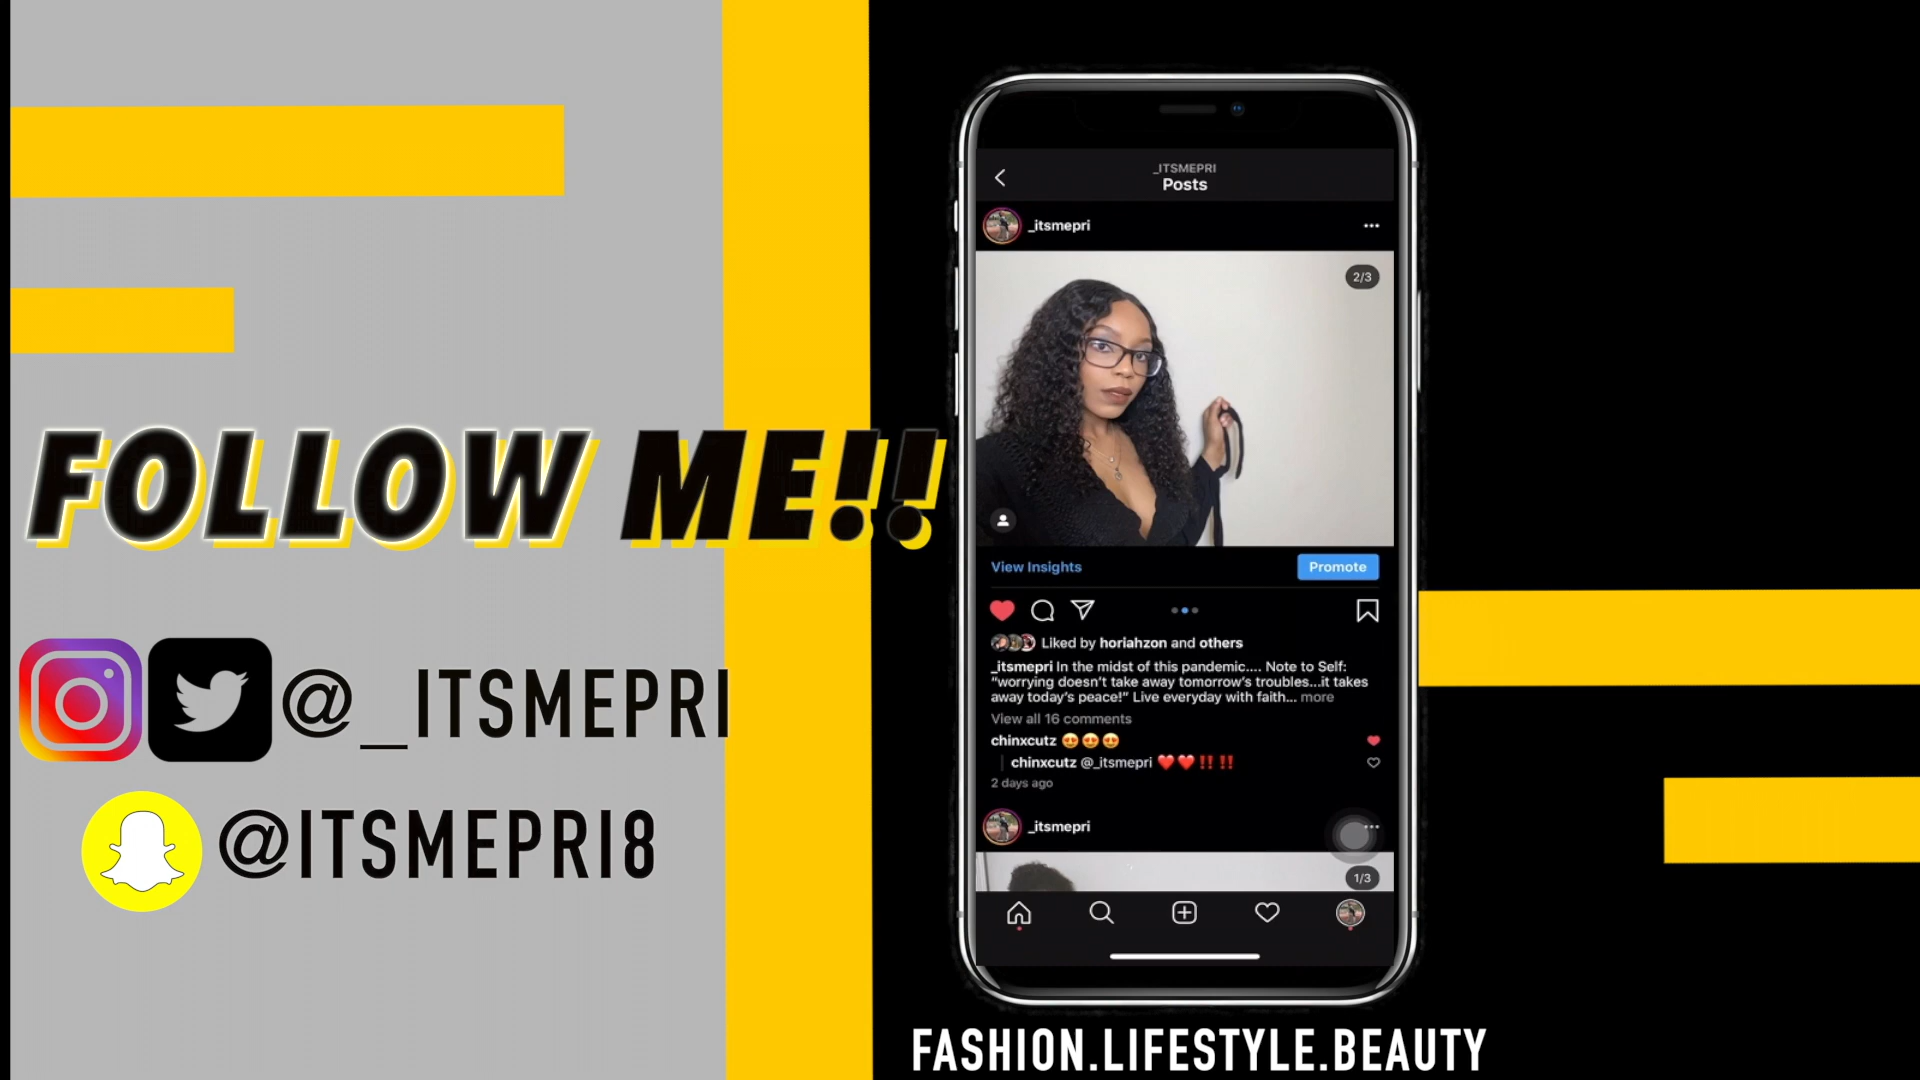 FOLLOW ME!!
@_ITSMEPRI
@ITSMEPRI8
_ITSMEPRI
Posts
_itsmepri
2/3
View Insights
Promote
Liked by horiahzon and others
_itsmepri In the midst of this pandemic.... Note to Self:
"worrying doesn't take away tomorrow's troubles...it takes
away today's peace!" Live everyday with faith... more
View all 16 comments
chinxcutz 😍😍😍
chinxcutz @_itsmepri ❤️❤️‼️‼️
2 days ago
_itsmepri
1/3
FASHION.LIFESTYLE.BEAUTY